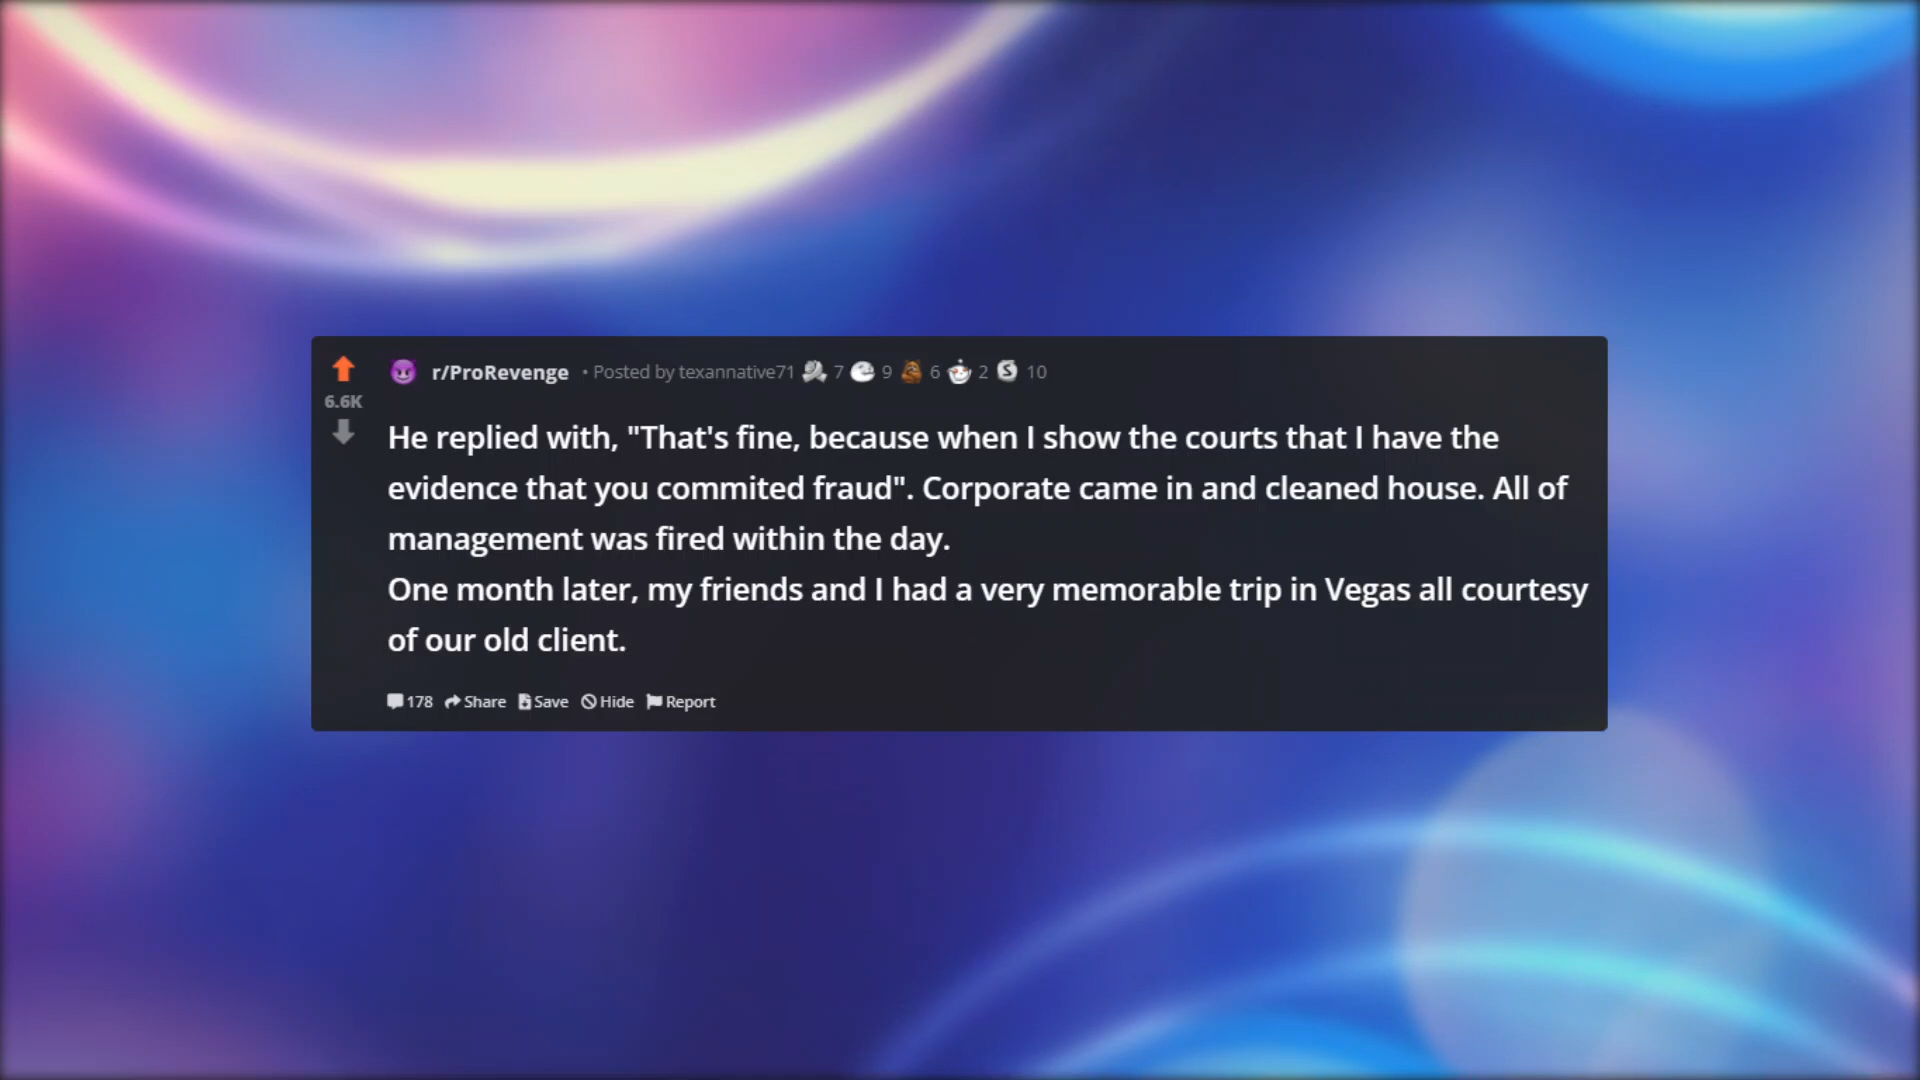 r/ProRevenge • Posted by texannative71 7 9 6 2 10
6.6K
He replied with, "That's fine, because when I show the courts that I have the
evidence that you commited fraud". Corporate came in and cleaned house. All of
management was fired within the day.
One month later, my friends and I had a very memorable trip in Vegas all courtesy
of our old client.
178 Share Save Hide Report